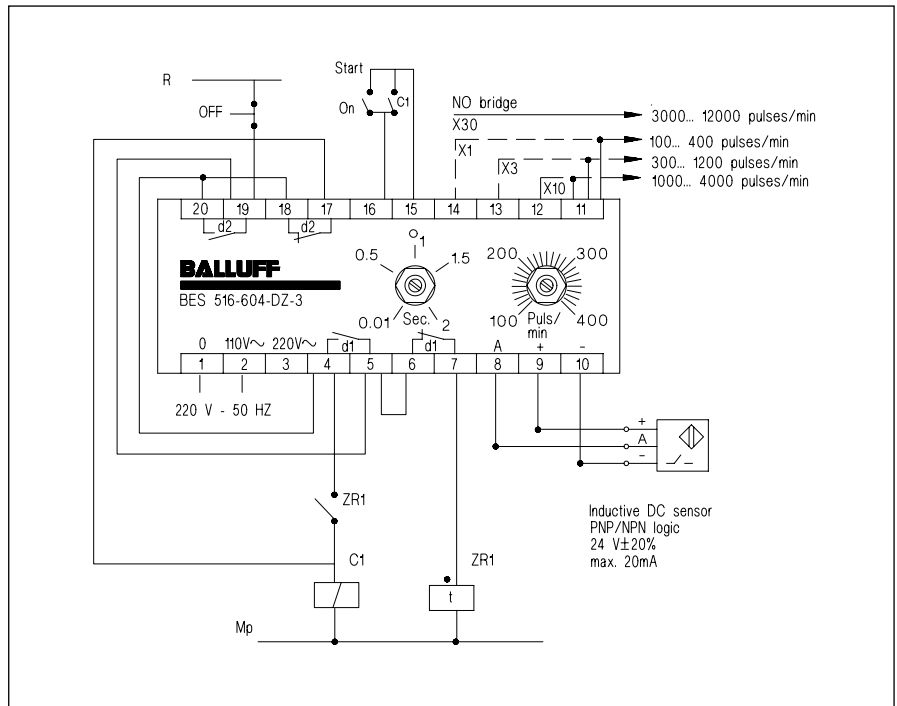 R
OFF
Start
On
C1
NO bridge
X30
X1
X3
X10
3000... 12000 pulses/min
100... 400 pulses/min
300... 1200 pulses/min
1000... 4000 pulses/min
20 19 18 17 16 15 14 13 12 11
d2 d2
BALLUFF
BES 516-604-DZ-3
0.01 0.5 1 1.5 2
Sec.
100 200 300 400
Puls/
min
d1 d1
0 110V~ 220V~ A + -
1 2 3 4 5 6 7 8 9 10
220 V - 50 HZ
+
A
-
Inductive DC sensor
PNP/NPN logic
24 V±20%
max. 20mA
ZR1
C1
ZR1
t
Mp